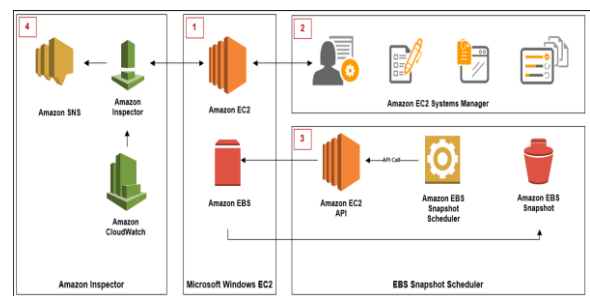 4
1
2
Amazon SNS
Amazon
Inspector
Amazon EC2
Amazon EC2 Systems Manager
3
API Call
Amazon
CloudWatch
Amazon EBS
Amazon EC2
API
Amazon EBS
Snapshot
Scheduler
Amazon EBS
Snapshot
Amazon Inspector
Microsoft Windows EC2
EBS Snapshot Scheduler